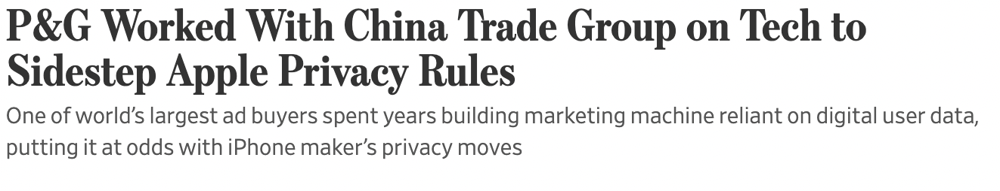 P&G Worked With China Trade Group on Tech to
Sidestep Apple Privacy Rules
One of world’s largest ad buyers spent years building marketing machine reliant on digital user data,
putting it at odds with iPhone maker’s privacy moves